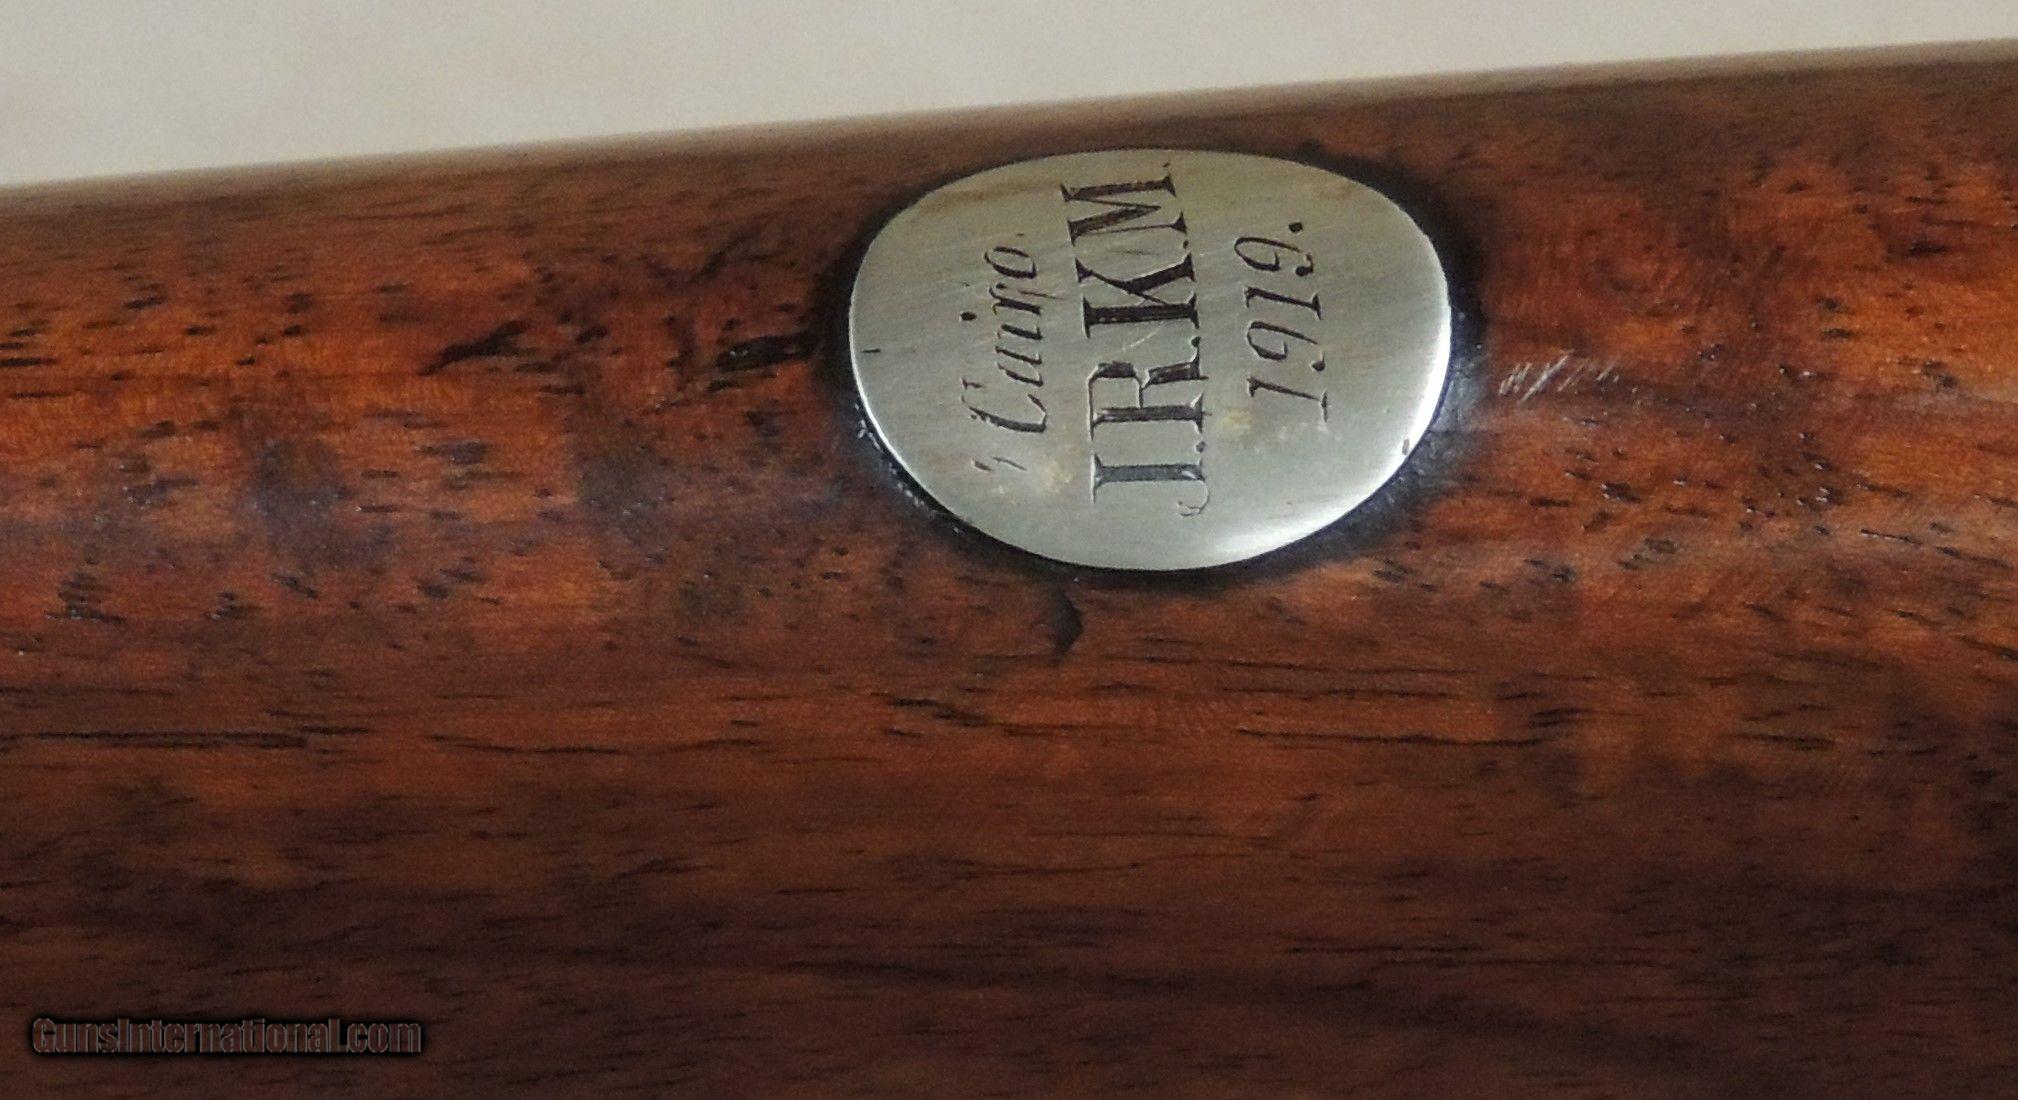 Cairo
J.R.K.M.
1919.
GunsInternational.com